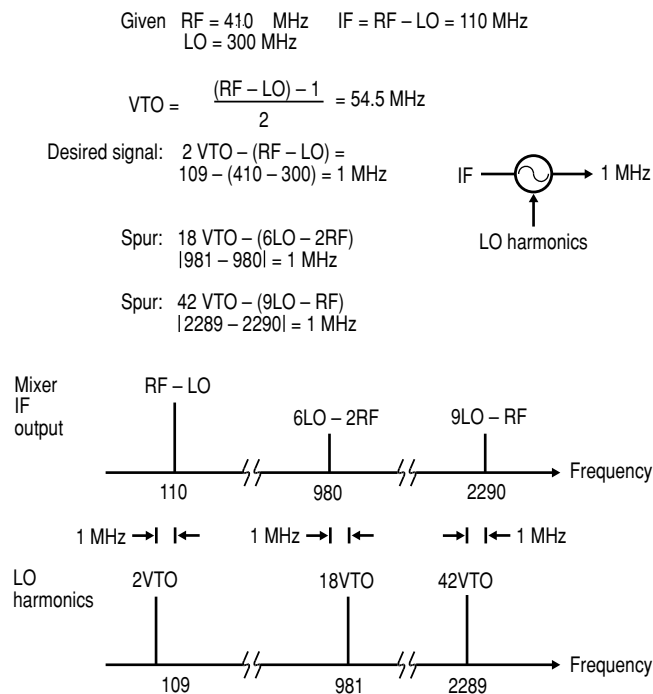 Given RF = 410 MHz IF = RF – LO = 110 MHz
LO = 300 MHz
VTO = (RF – LO) – 1 / 2 = 54.5 MHz
Desired signal: 2 VTO – (RF – LO) =
109 – (410 – 300) = 1 MHz
IF 1 MHz
LO harmonics
Spur: 18 VTO – (6LO – 2RF)
|981 – 980| = 1 MHz
Spur: 42 VTO – (9LO – RF)
|2289 – 2290| = 1 MHz
Mixer
IF
output
RF – LO 6LO – 2RF 9LO – RF
Frequency
110 980 2290
1 MHz 1 MHz 1 MHz
LO
harmonics
2VTO 18VTO 42VTO
Frequency
109 981 2289